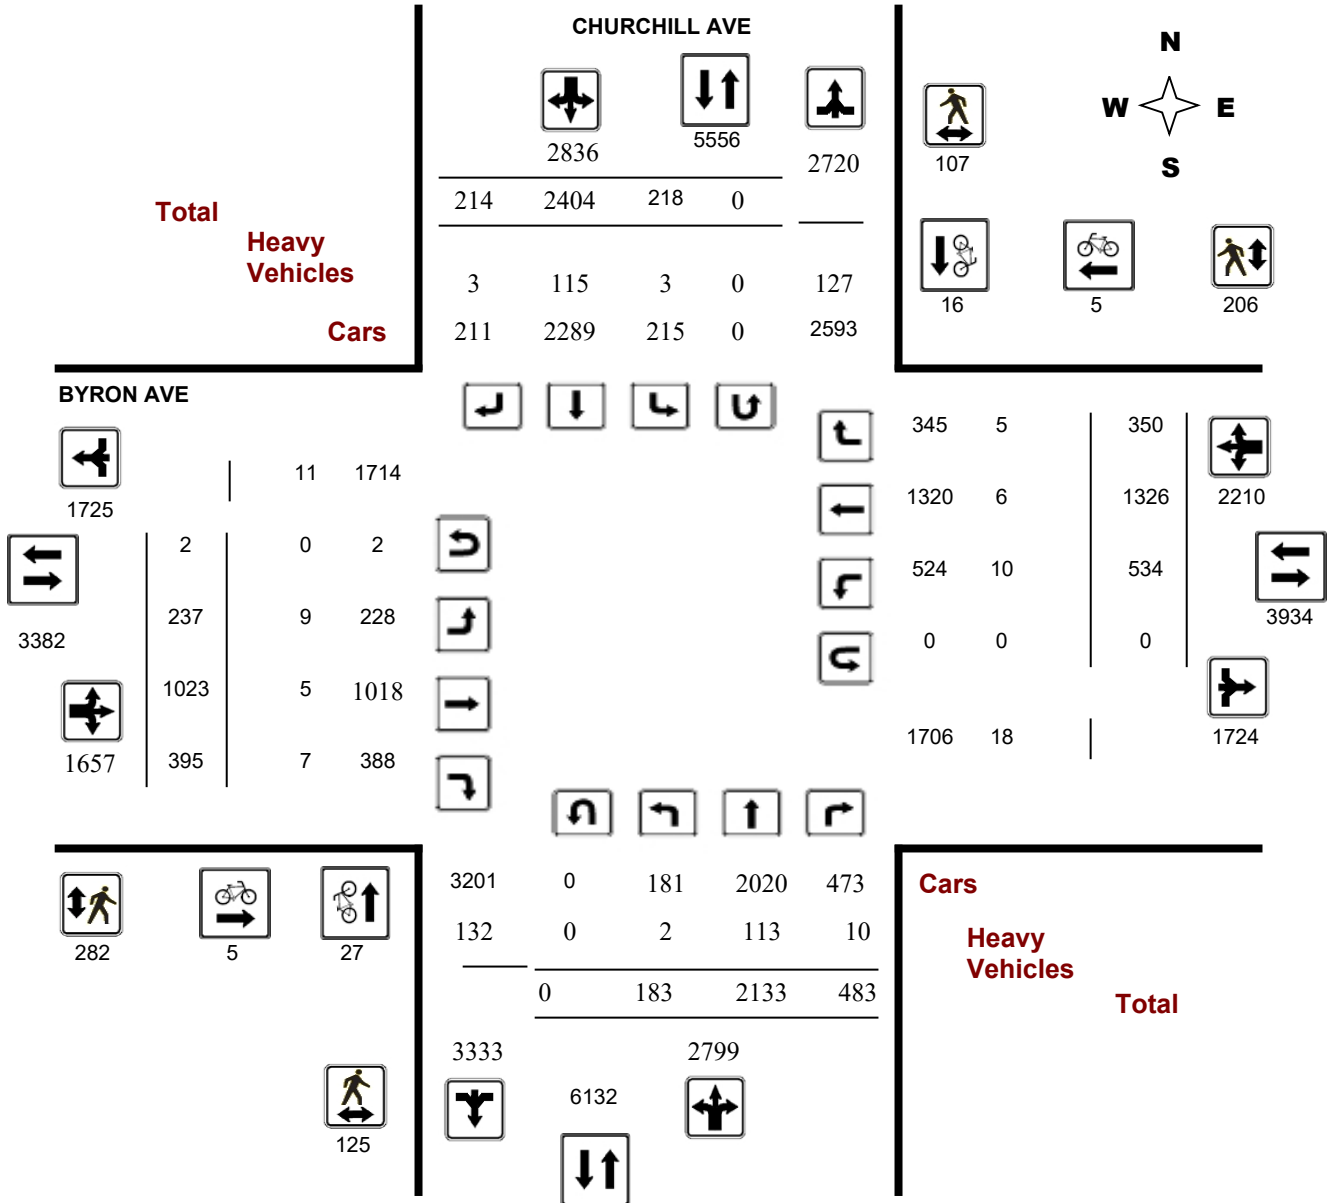 CHURCHILL AVE
N
W E
S
2836
5556
2720
107
214 2404 218 0
Total
Heavy
Vehicles
3 115 3 0 127
16 5 206
Cars
211 2289 215 0 2593
BYRON AVE
345 5 350
11 1714
1725
1320 6 1326 2210
2 0 2
524 10 534
237 9 228
3934
3382
0 0 0
1023 5 1018
1706 18 1724
1657 395 7 388
3201 0 181 2020 473
Cars
132 0 2 113 10
Heavy
Vehicles
282 5 27
0 183 2133 483
Total
3333 2799
6132
125